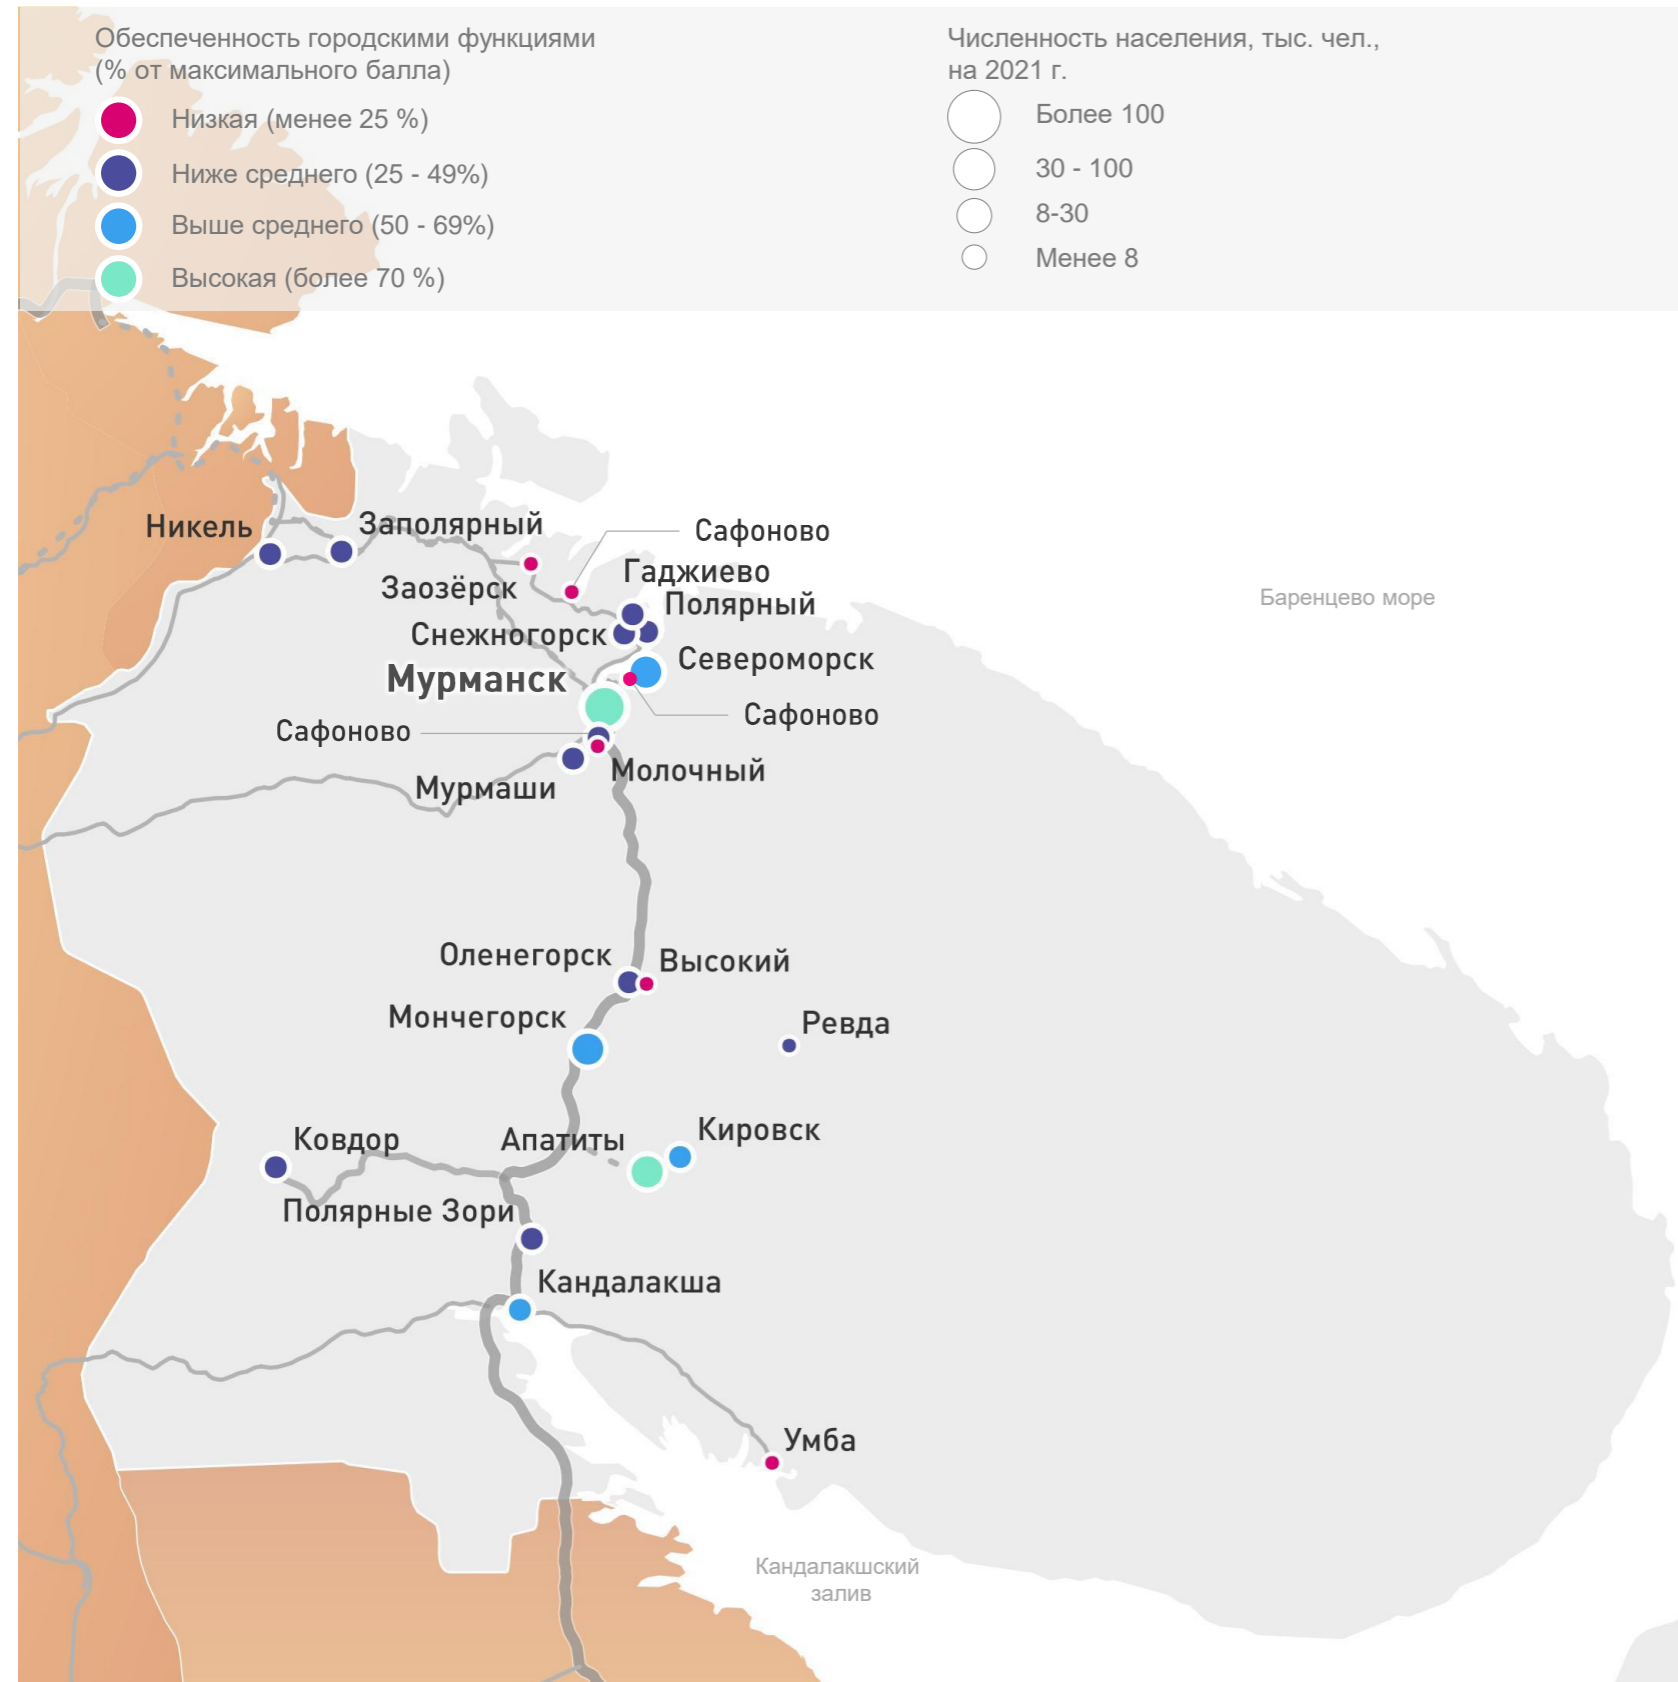 Обеспеченность городскими функциями
(% от максимального балла)
Низкая (менее 25 %)
Ниже среднего (25 - 49%)
Выше среднего (50 - 69%)
Высокая (более 70 %)
Численность населения, тыс. чел.,
на 2021 г.
Более 100
30 - 100
8-30
Менее 8
Никель
Заполярный
Сафоново
Заозёрск
Гаджиево
Полярный
Снежногорск
Североморск
Мурманск
Сафоново
Сафоново
Молочный
Мурмаши
Баренцево море
Оленегорск
Высокий
Мончегорск
Ревда
Ковдор
Апатиты
Кировск
Полярные Зори
Кандалакша
Умба
Кандалакшский
залив